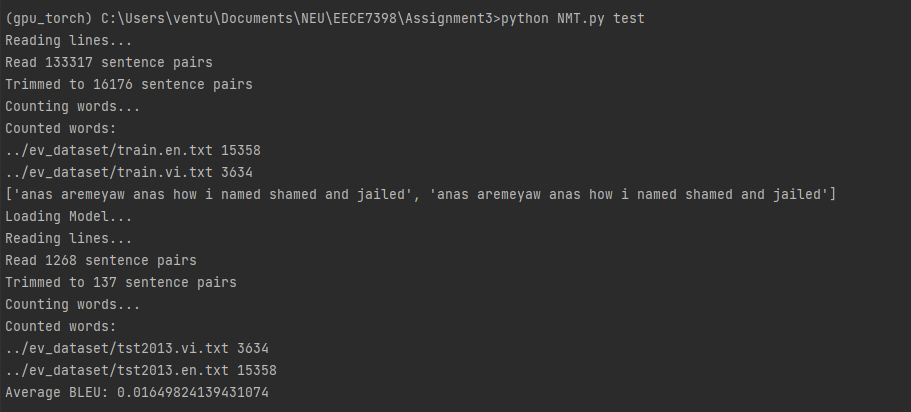 (gpu_torch) C:\Users\ventu\Documents\NEU\EECE7398\Assignment3>python NMT.py test
Reading lines...
Read 133317 sentence pairs
Trimmed to 16176 sentence pairs
Counting words...
Counted words:
../ev_dataset/train.en.txt 15358
../ev_dataset/train.vi.txt 3634
['anas aremeyaw anas how i named shamed and jailed', 'anas aremeyaw anas how i named shamed and jailed']
Loading Model...
Reading lines...
Read 1268 sentence pairs
Trimmed to 137 sentence pairs
Counting words...
Counted words:
../ev_dataset/tst2013.vi.txt 3634
../ev_dataset/tst2013.en.txt 15358
Average BLEU: 0.01649824139431074